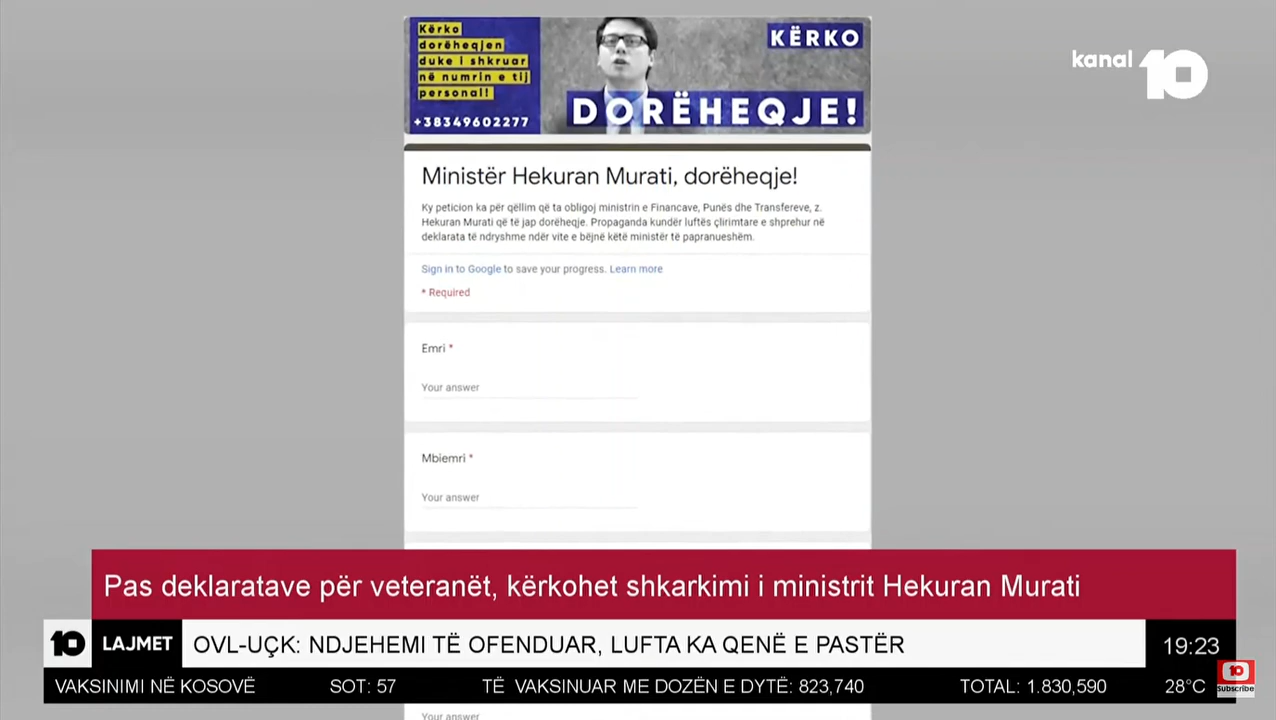 Kërko
dorëheqjen
duke i shkruar
në numrin e tij
personal!
+38349602277
KËRKO
DORËHEQJE!
kanal 10
Ministër Hekuran Murati, dorëheqje!
Ky peticion ka për qëllim që ta obligoj ministrin e Financave, Punës dhe Transfereve, z.
Hekuran Murati që të jap dorëheqje. Propaganda kundër luftës çlirimtare e shprehur në
deklarata të ndryshme ndër vite e bëjnë këtë ministër të papranueshëm.
Sign in to Google to save your progress. Learn more
* Required
Emri *
Your answer
Mbiemri *
Your answer
Pas deklaratave për veteranët, kërkohet shkarkimi i ministrit Hekuran Murati
10 LAJMET OVL-UÇK: NDJEHEMI TË OFENDUAR, LUFTA KA QENË E PASTËR 19:23
10
Subscribe
VAKSINIMI NË KOSOVË SOT: 57 TË VAKSINUAR ME DOZËN E DYTË: 823,740 TOTAL: 1.830,590 28°C
Your answer